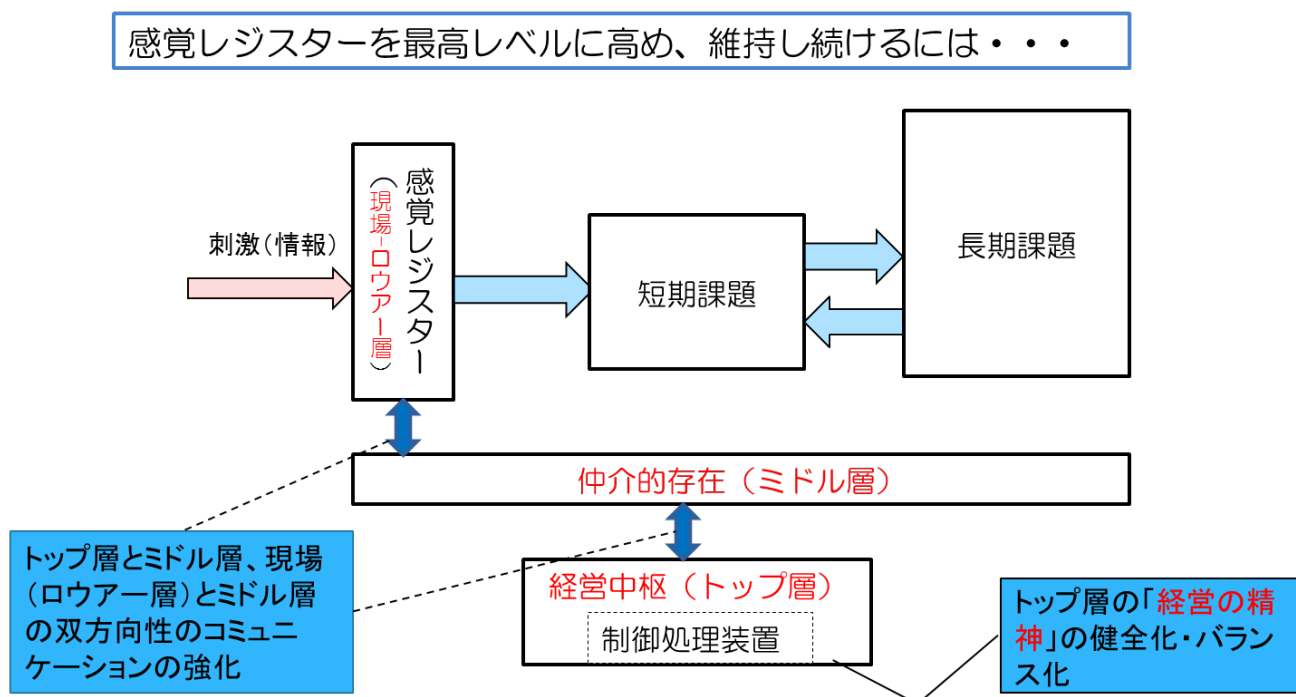 感覚レジスターを最高レベルに高め、維持し続けるには・・・
刺激(情報)
感覚レジスター
(現場-ロウアー層)
短期課題
長期課題
仲介的存在(ミドル層)
経営中枢(トップ層)
制御処理装置
トップ層とミドル層、現場
(ロウアー層)とミドル層
の双方向性のコミュニ
ケーションの強化
トップ層の「経営の精
神」の健全化・バラン
ス化